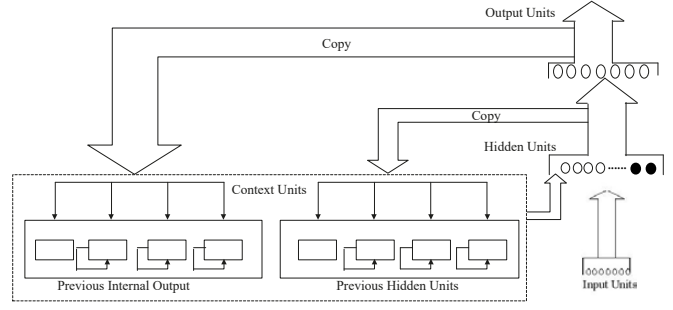 Output Units
Copy
Copy
Hidden Units
Context Units
Previous Internal Output
Previous Hidden Units
Input Units